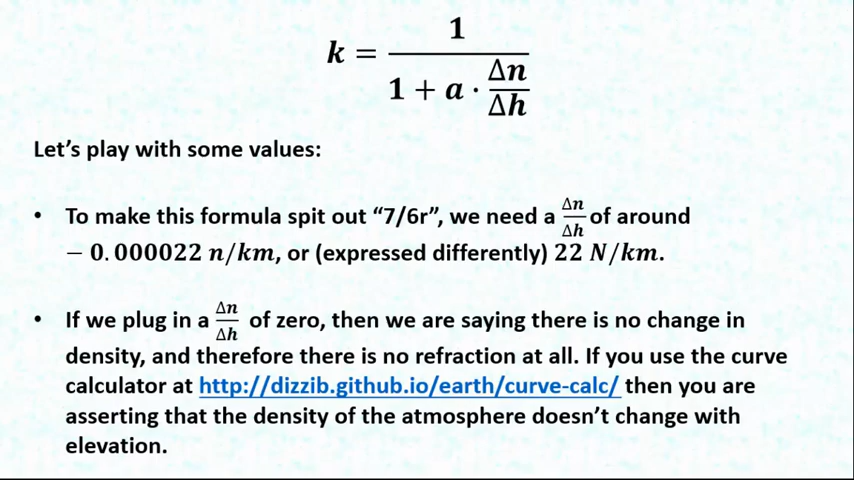 k = 1 / (1 + a · Δn/Δh)
Let's play with some values:
• To make this formula spit out “7/6r”, we need a Δn/Δh of around
− 0.000022 n/km, or (expressed differently) 22 N/km.
• If we plug in a Δn/Δh of zero, then we are saying there is no change in
density, and therefore there is no refraction at all. If you use the curve
calculator at http://dizzib.github.io/earth/curve-calc/ then you are
asserting that the density of the atmosphere doesn’t change with
elevation.